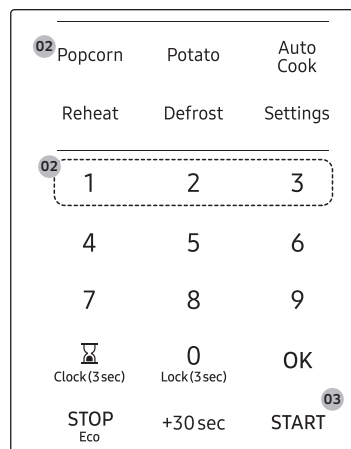 02 Popcorn Potato Auto
Cook
Reheat Defrost Settings
02
1 2 3
4 5 6
7 8 9
0 OK
Clock(3 sec) Lock(3 sec)
03
STOP +30 sec START
Eco